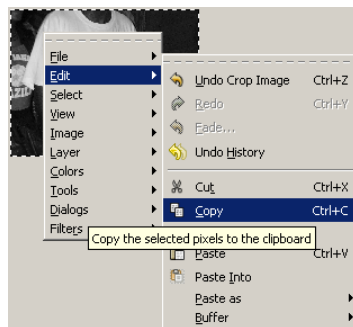 File
Edit
Select
View
Image
Layer
Colors
Tools
Dialogs
Filters
Undo Crop Image Ctrl+Z
Redo Ctrl+Y
Fade...
Undo History
Cut Ctrl+X
Copy Ctrl+C
Copy the selected pixels to the clipboard
Paste Ctrl+V
Paste Into
Paste as
Buffer